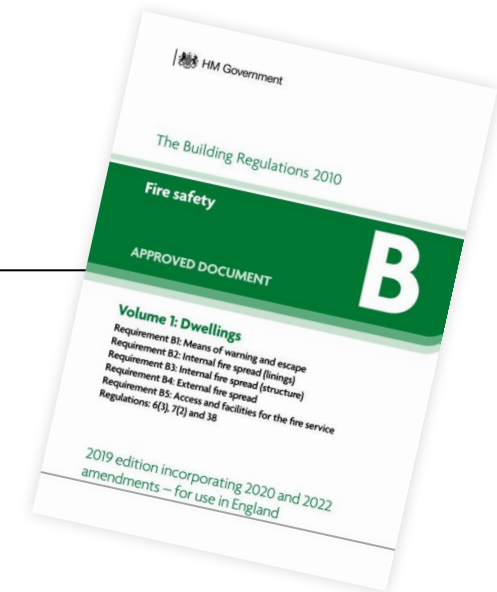 HM Government
The Building Regulations 2010
Fire safety
B
APPROVED DOCUMENT
Volume 1: Dwellings
Requirement B1: Means of warning and escape
Requirement B2: Internal fire spread (linings)
Requirement B3: Internal fire spread (structure)
Requirement B4: External fire spread
Requirement B5: Access and facilities for the fire service
Regulations: 6(3), 7(2) and 38
2019 edition incorporating 2020 and 2022
amendments – for use in England